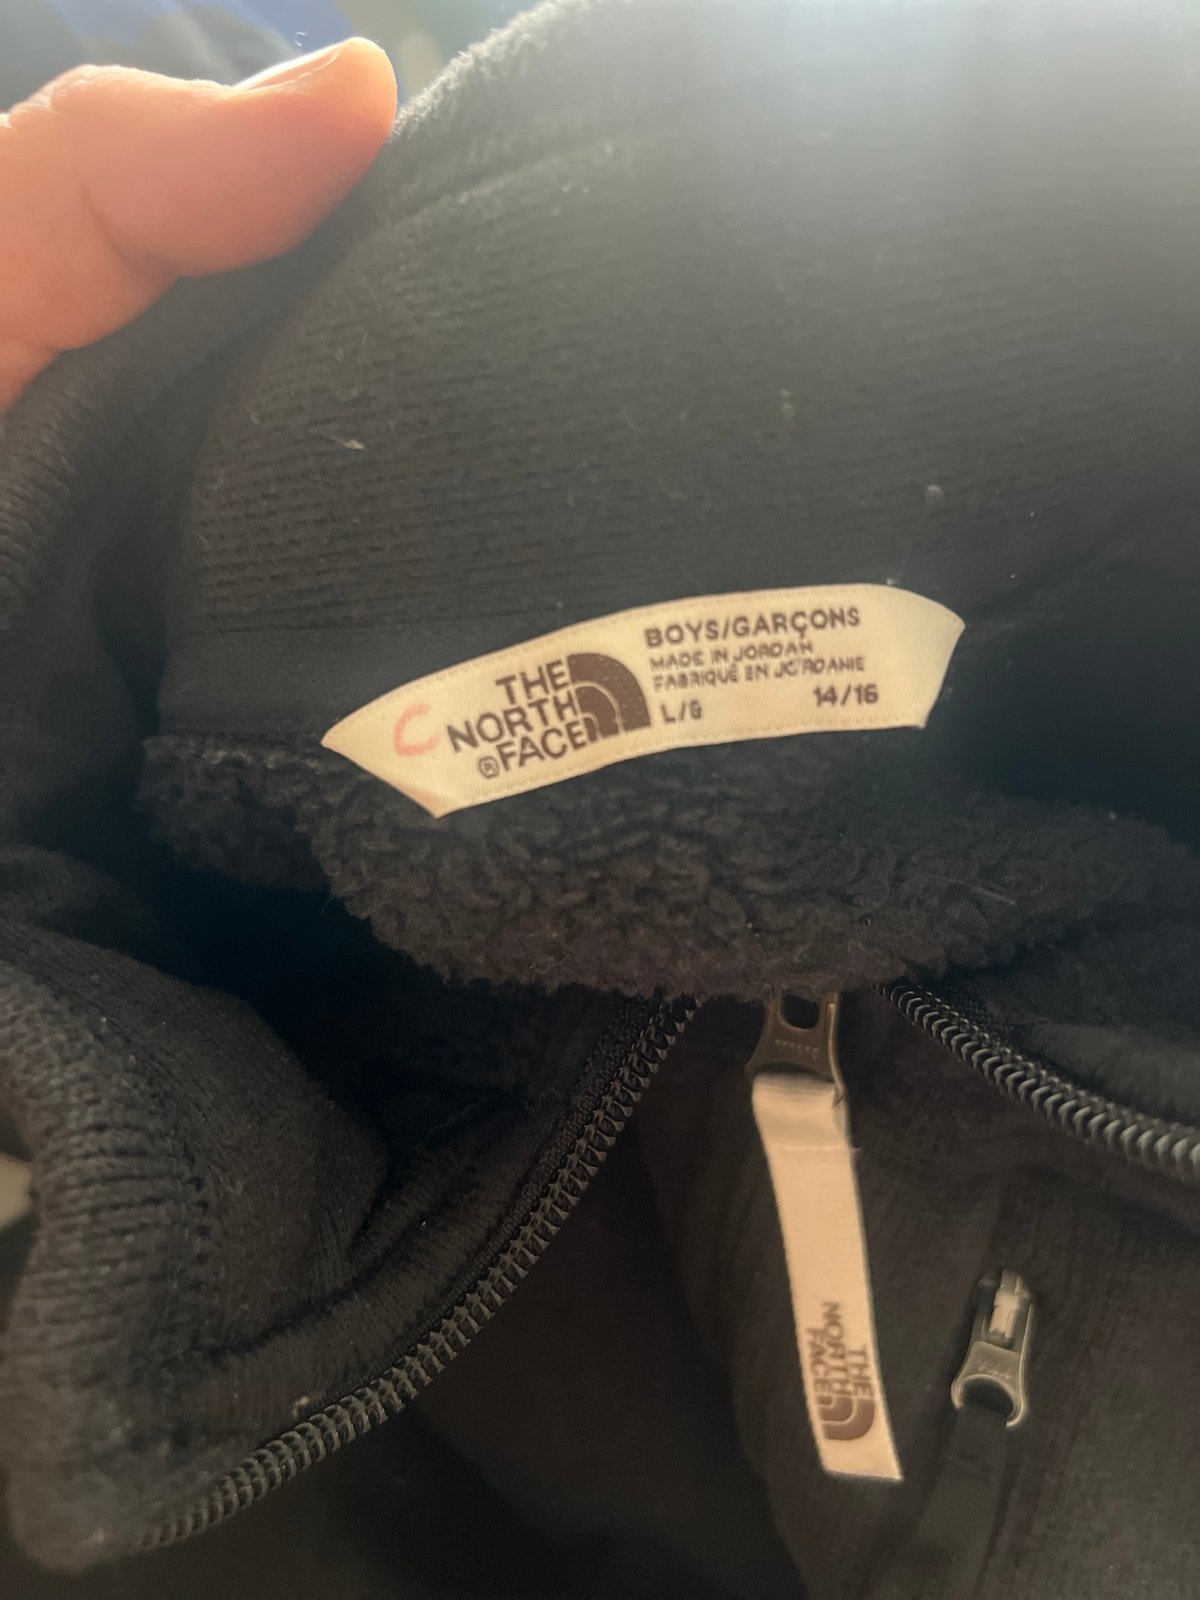 C
THE
NORTH
FACE
®
BOYS/GARÇONS
MADE IN JORDAN
FABRIQUÉ EN JORDANIE
L/G 14/16
THE
NORTH
FACE